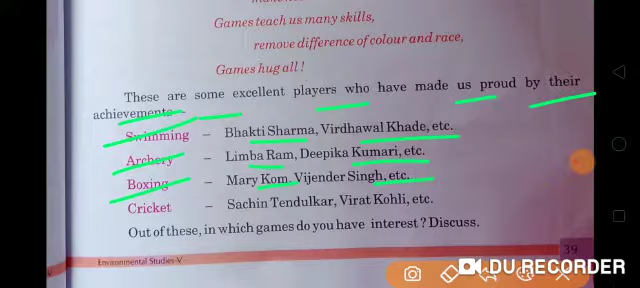 Games teach us many skills,
remove difference of colour and race,
Games hug all !
These are some excellent players who have made us proud by their
achievements
Swimming – Bhakti Sharma, Virdhawal Khade, etc.
Archery – Limba Ram, Deepika Kumari, etc.
Boxing – Mary Kom. Vijender Singh, etc.
Cricket – Sachin Tendulkar, Virat Kohli, etc.
Out of these, in which games do you have interest ? Discuss.
Environmental Studies-V
39
DU RECORDER